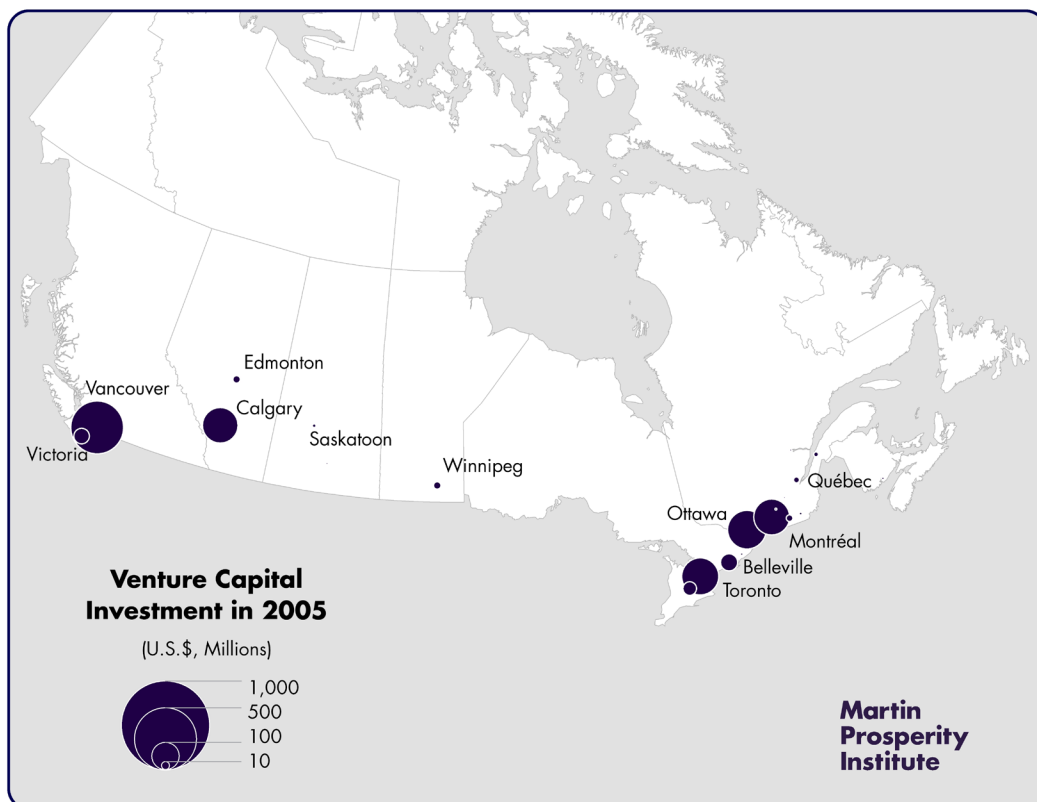 Edmonton
Vancouver
Calgary
Saskatoon
Victoria
Winnipeg
Québec
Ottawa
Montréal
Belleville
Toronto
Venture Capital
Investment in 2005
(U.S.$, Millions)
1,000
500
100
10
Martin
Prosperity
Institute